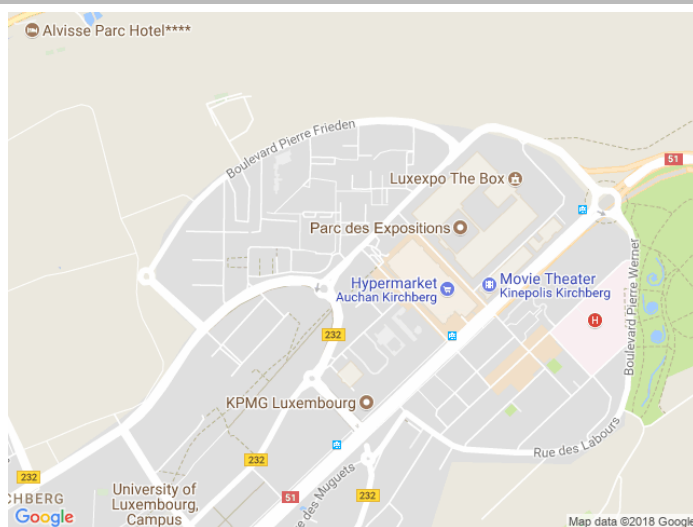 Alvisse Parc Hotel****
Boulevard Pierre Frieden
51
Luxexpo The Box
Parc des Expositions
Hypermarket
Auchan Kirchberg
Movie Theater
Kinepolis Kirchberg
Boulevard Pierre Werner
H
232
KPMG Luxembourg
Rue des Labours
232
232
CHBERG
University of
Luxembourg,
Campus
51
e des Muguets
232
Google
Map data ©2018 Google